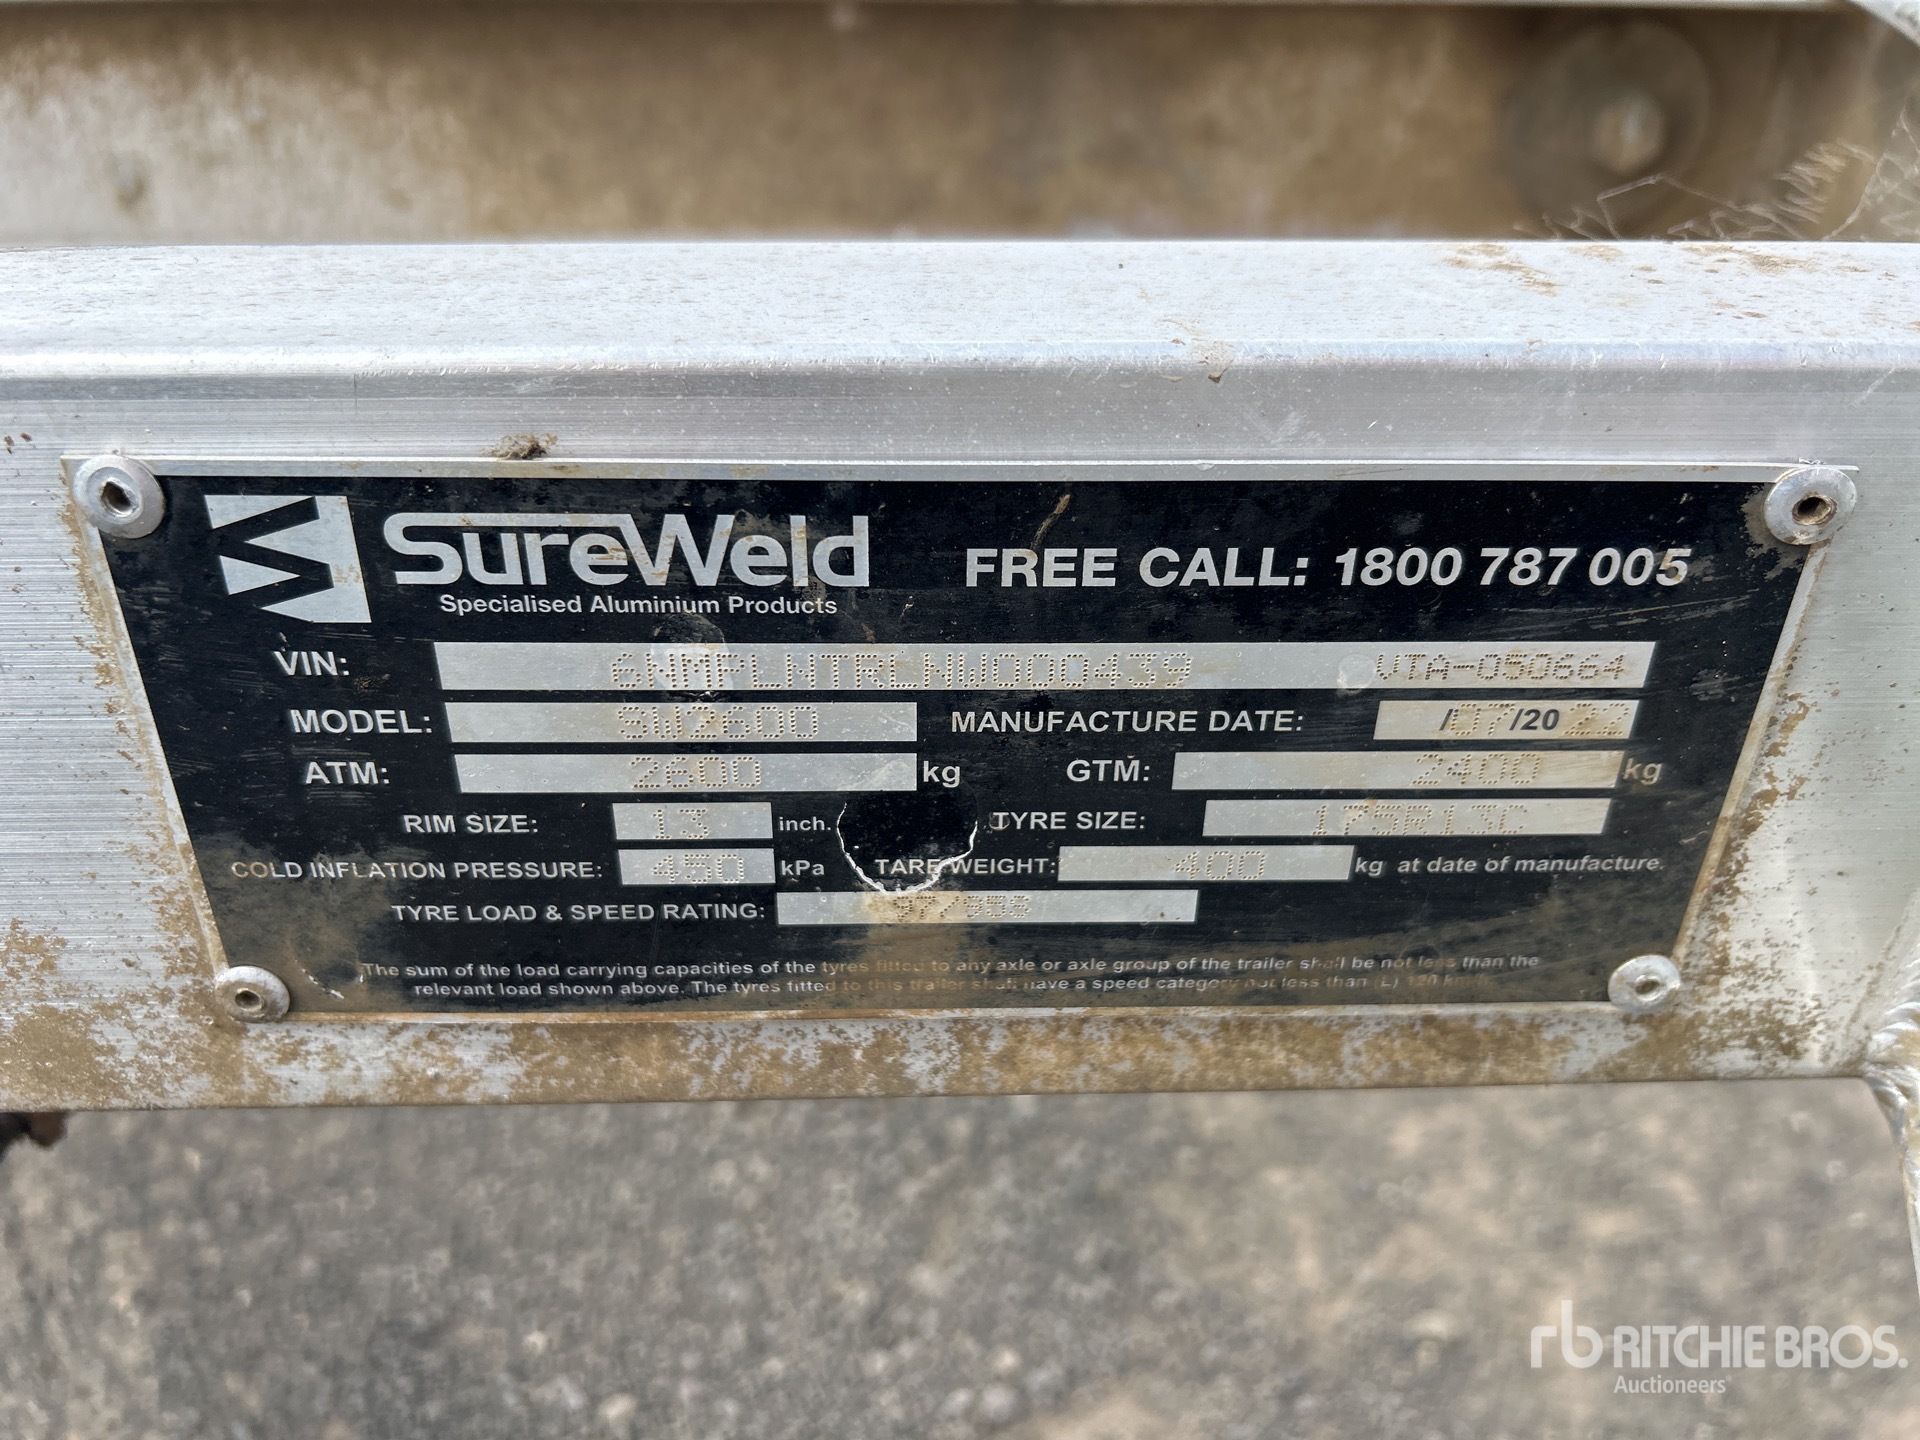 SureWeld
Specialised Aluminium Products
FREE CALL: 1800 787 005
VIN: 6NMPLNTRLNW000439 VTA-050664
MODEL: SW2600 MANUFACTURE DATE: /07/2022
ATM: 2600 kg GTM: 2400 kg
RIM SIZE: 13 inch. TYRE SIZE: 175R13C
COLD INFLATION PRESSURE: 450 kPa TARE WEIGHT: 400 kg at date of manufacture.
TYRE LOAD & SPEED RATING: 97/95S
The sum of the load carrying capacities of the tyres fitted to any axle or axle group of the trailer shall be not less than the
relevant load shown above. The tyres fitted to this trailer shall have a speed category not less than (L) 120 km/h.
rb RITCHIE BROS.
Auctioneers